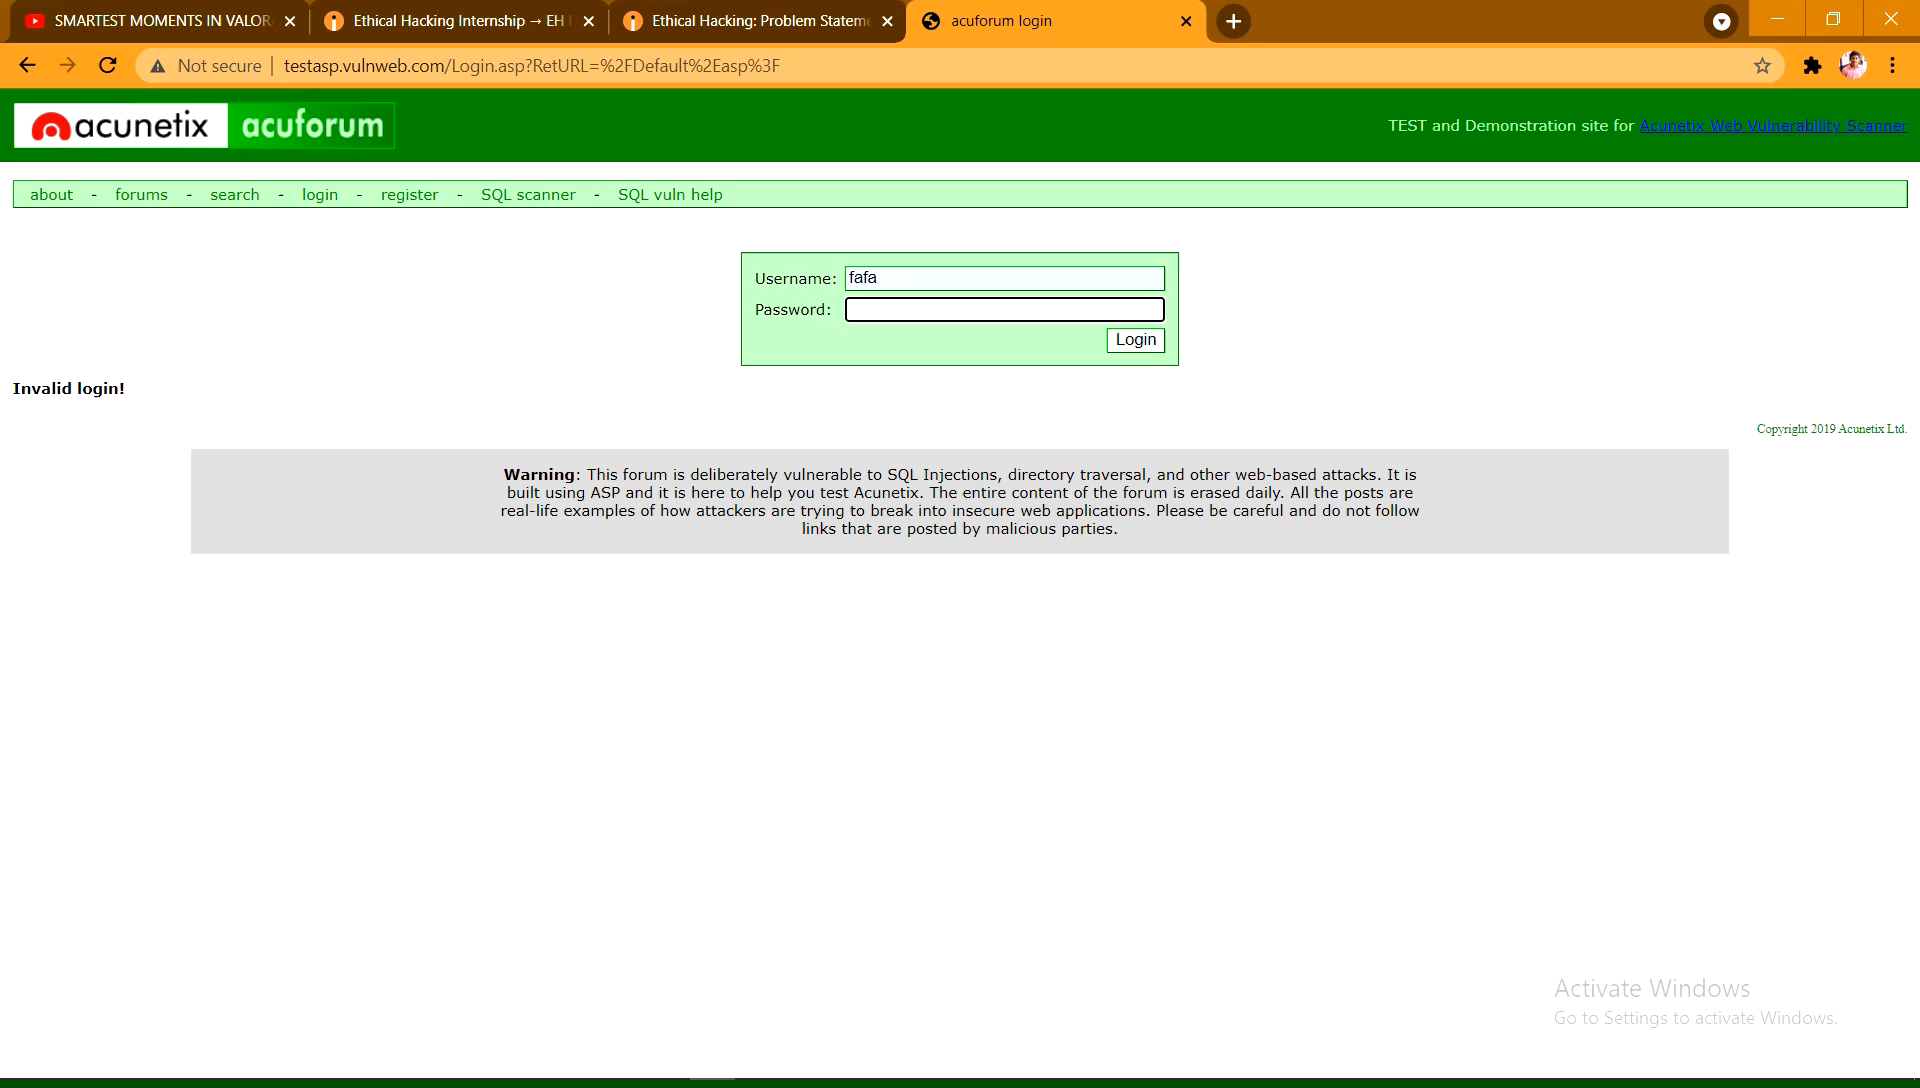 SMARTEST MOMENTS IN VALOR
Ethical Hacking Internship → EH
Ethical Hacking: Problem Stateme
acuforum login
Not secure
testasp.vulnweb.com/Login.asp?RetURL=%2FDefault%2Easp%3F
acunetix acuforum
TEST and Demonstration site for Acunetix Web Vulnerability Scanner
about - forums - search - login - register - SQL scanner - SQL vuln help
Username: fafa
Password:
Login
Invalid login!
Copyright 2019 Acunetix Ltd.
Warning: This forum is deliberately vulnerable to SQL Injections, directory traversal, and other web-based attacks. It is
built using ASP and it is here to help you test Acunetix. The entire content of the forum is erased daily. All the posts are
real-life examples of how attackers are trying to break into insecure web applications. Please be careful and do not follow
links that are posted by malicious parties.
Activate Windows
Go to Settings to activate Windows.